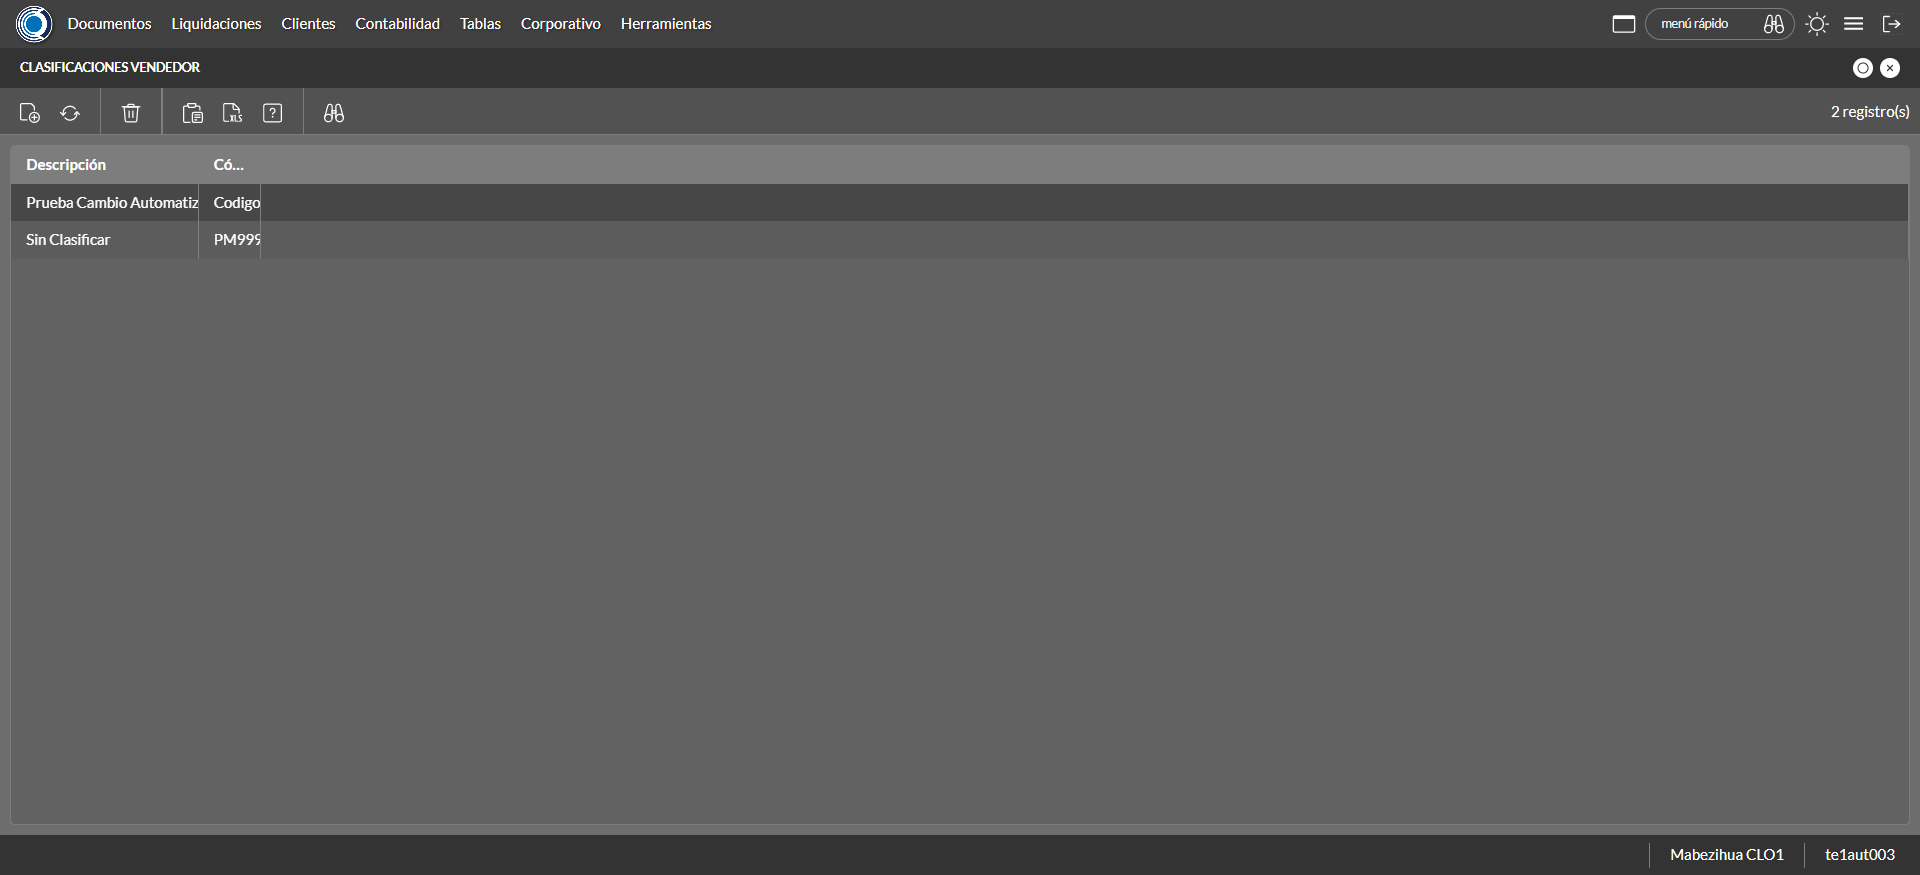 Documentos Liquidaciones Clientes Contabilidad Tablas Corporativo Herramientas menú rápido
CLASIFICACIONES VENDEDOR
XLS ? 2 registro(s)
Descripción Có...
Prueba Cambio Automatiz Codigo
Sin Clasificar PM999
Mabezihua CLO1 te1aut003